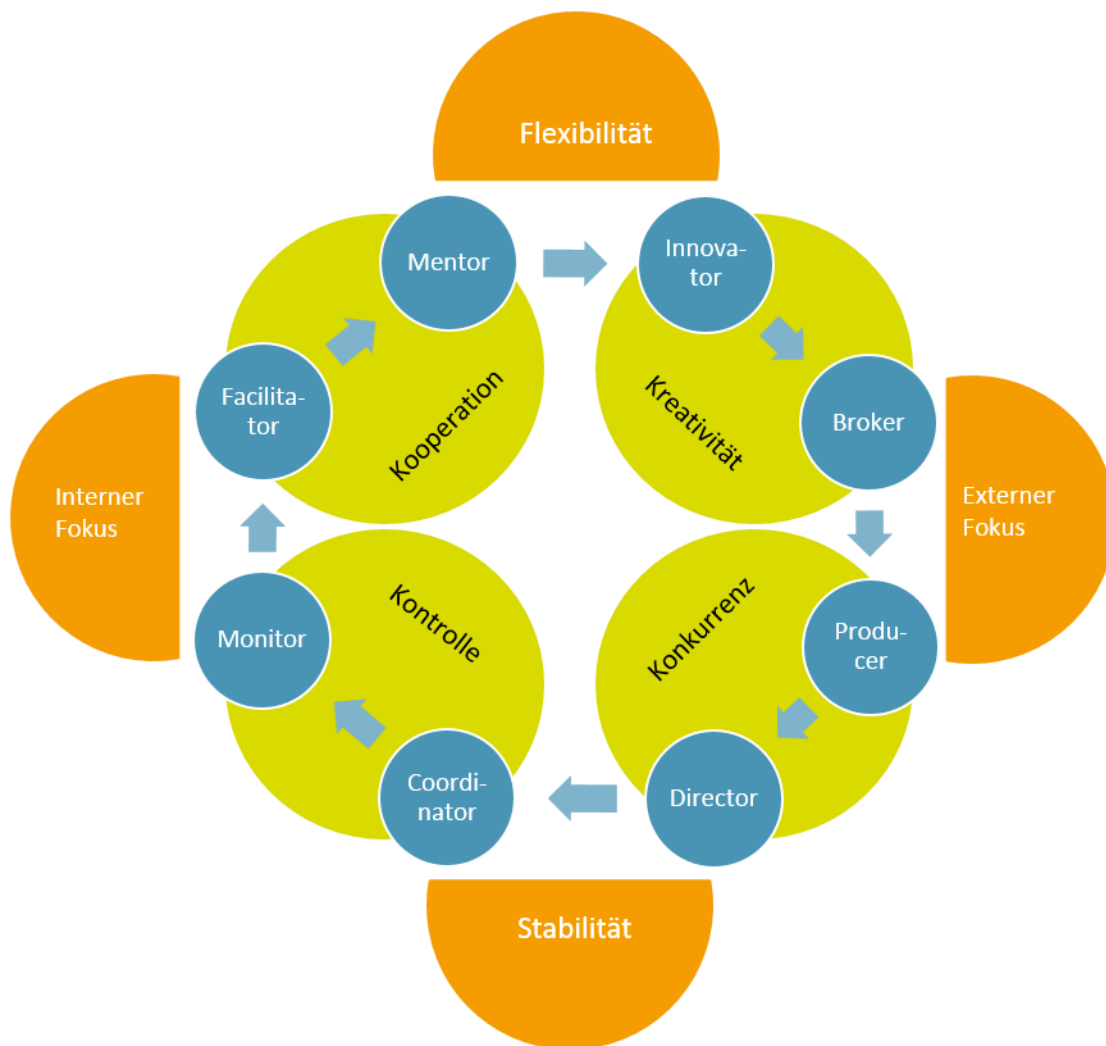 Flexibilität
Mentor
Innova-
tor
Facilita-
tor
Kooperation
Kreativität
Broker
Interner
Fokus
Externer
Fokus
Monitor
Kontrolle
Konkurrenz
Produ-
cer
Coordi-
nator
Director
Stabilität